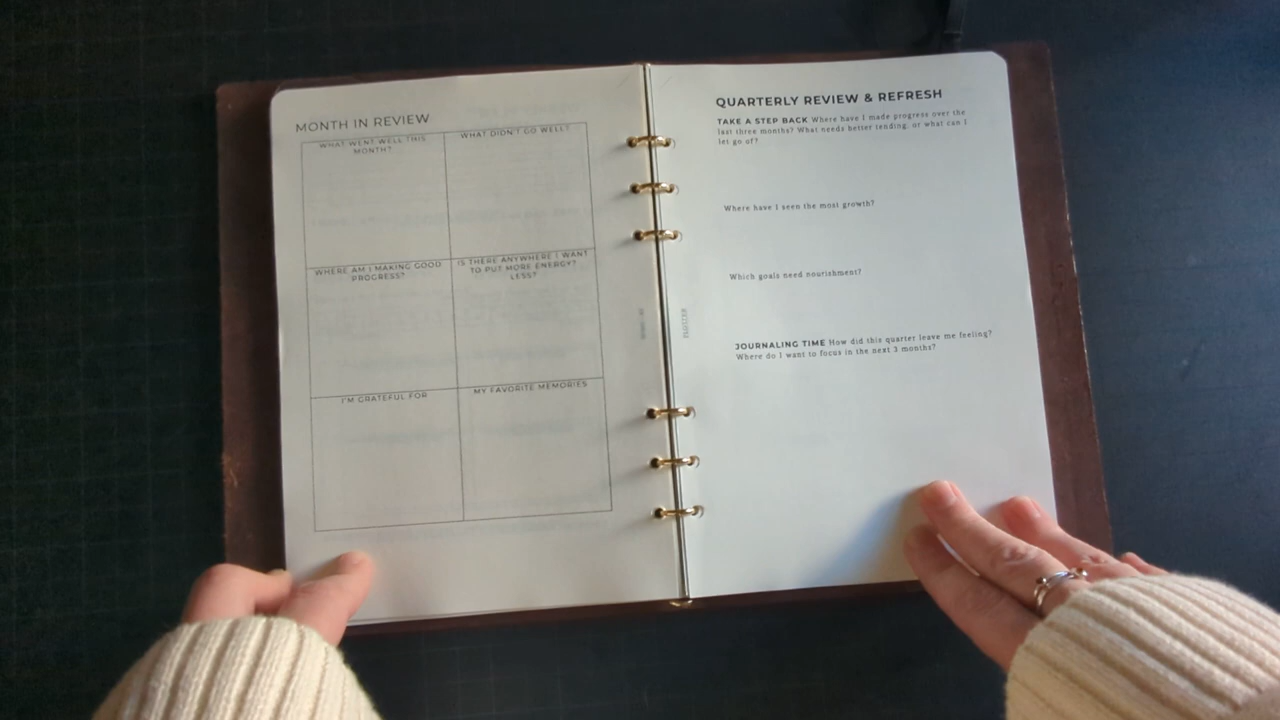 MONTH IN REVIEW
WHAT WENT WELL THIS
MONTH?
WHAT DIDN'T GO WELL?
WHERE AM I MAKING GOOD
PROGRESS?
IS THERE ANYWHERE I WANT
TO PUT MORE ENERGY?
LESS?
I'M GRATEFUL FOR
MY FAVORITE MEMORIES
QUARTERLY REVIEW & REFRESH
TAKE A STEP BACK Where have I made progress over the
last three months? What needs better tending, or what can I
let go of?
Where have I seen the most growth?
Which goals need nourishment?
JOURNALING TIME How did this quarter leave me feeling?
Where do I want to focus in the next 3 months?